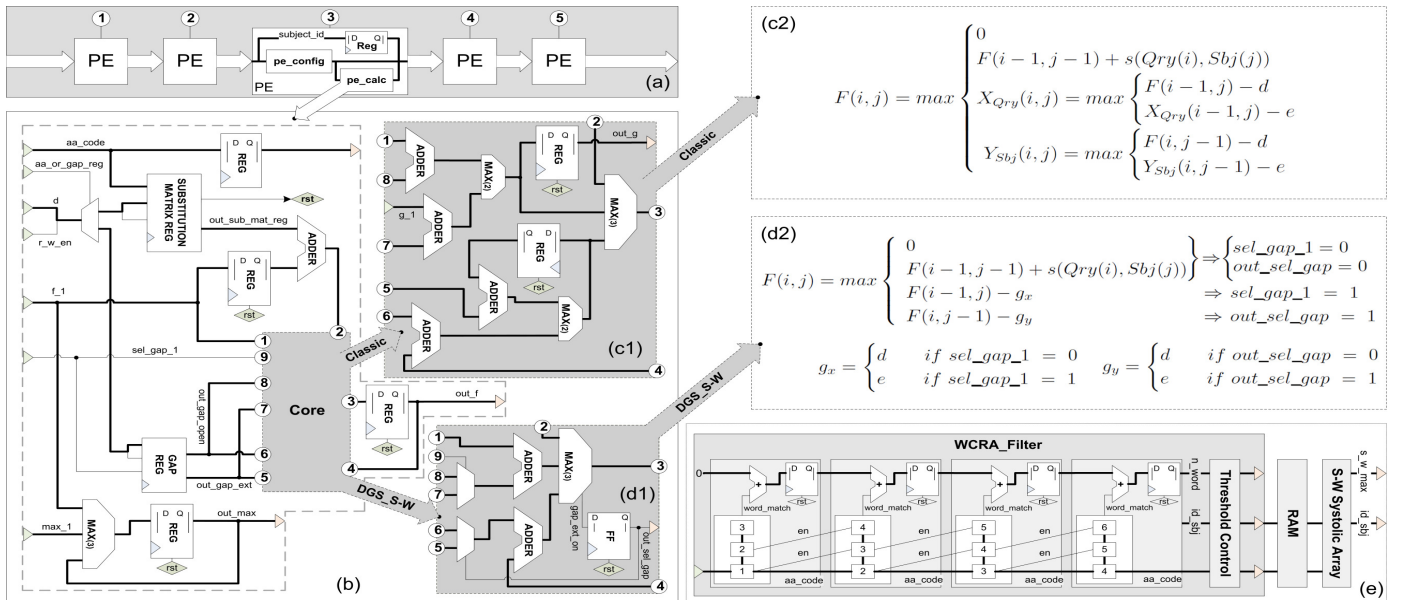 1
2
3
4
5
PE
PE
subject_id
D Q
Reg
pe_config
pe_calc
PE
PE
PE
(a)
aa_code
D Q
REG
rst
aa_or_gap_reg
d
r_w_en
SUBSTITUTION MATRIX REG
rst
out_sub_mat_reg
ADDER
D Q
REG
rst
f_1
2
1
sel_gap_1
9
8
out_gap_open
7
Core
6
5
GAP REG
out_gap_ext
max_1
MAX(3)
D Q
REG
rst
out_max
(b)
3
D Q
REG
rst
out_f
4
Classic
DGS_S-W
1
ADDER
8
MAX(2)
g_1
ADDER
7
D Q
REG
rst
out_g
2
MAX(3)
3
Q D
REG
rst
5
ADDER
MAX(2)
6
ADDER
4
(c1)
Classic
1
2
9
ADDER
MAX(3)
3
8
7
(d1)
6
5
ADDER
gap_ext_on
D Q
FF
rst
out_sel_gap
4
DGS_S-W
(c2)
F(i, j) = max
0
F(i − 1, j − 1) + s(Qry(i), Sbj(j))
X_Qry(i, j) = max { F(i − 1, j) − d
X_Qry(i − 1, j) − e
Y_Sbj(i, j) = max { F(i, j − 1) − d
Y_Sbj(i, j − 1) − e
(d2)
F(i, j) = max
0
F(i − 1, j − 1) + s(Qry(i), Sbj(j)) } ⇒ { sel_gap_1 = 0
out_sel_gap = 0
F(i − 1, j) − g_x ⇒ sel_gap_1 = 1
F(i, j − 1) − g_y ⇒ out_sel_gap = 1
g_x = { d if sel_gap_1 = 0
e if sel_gap_1 = 1
g_y = { d if out_sel_gap = 0
e if out_sel_gap = 1
WCRA_Filter
0
+
D Q
rst
word_match
3
2
1
en
en
aa_code
+
D Q
rst
word_match
4
3
2
en
en
aa_code
+
D Q
rst
word_match
5
4
3
en
en
aa_code
+
D Q
rst
word_match
6
5
4
aa_code
n_word
id_sbj
Threshold Control
RAM
S-W Systolic Array
s_w_max
id_sbj
(e)